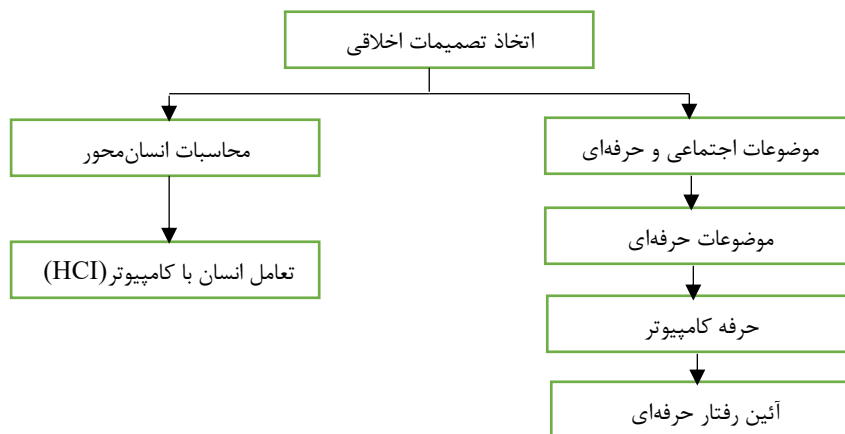 اتخاذ تصمیمات اخلاقی
موضوعات اجتماعی و حرفه‌ای
محاسبات انسان‌محور
موضوعات حرفه‌ای
تعامل انسان با کامپیوتر(HCI)
حرفه کامپیوتر
آئین رفتار حرفه‌ای